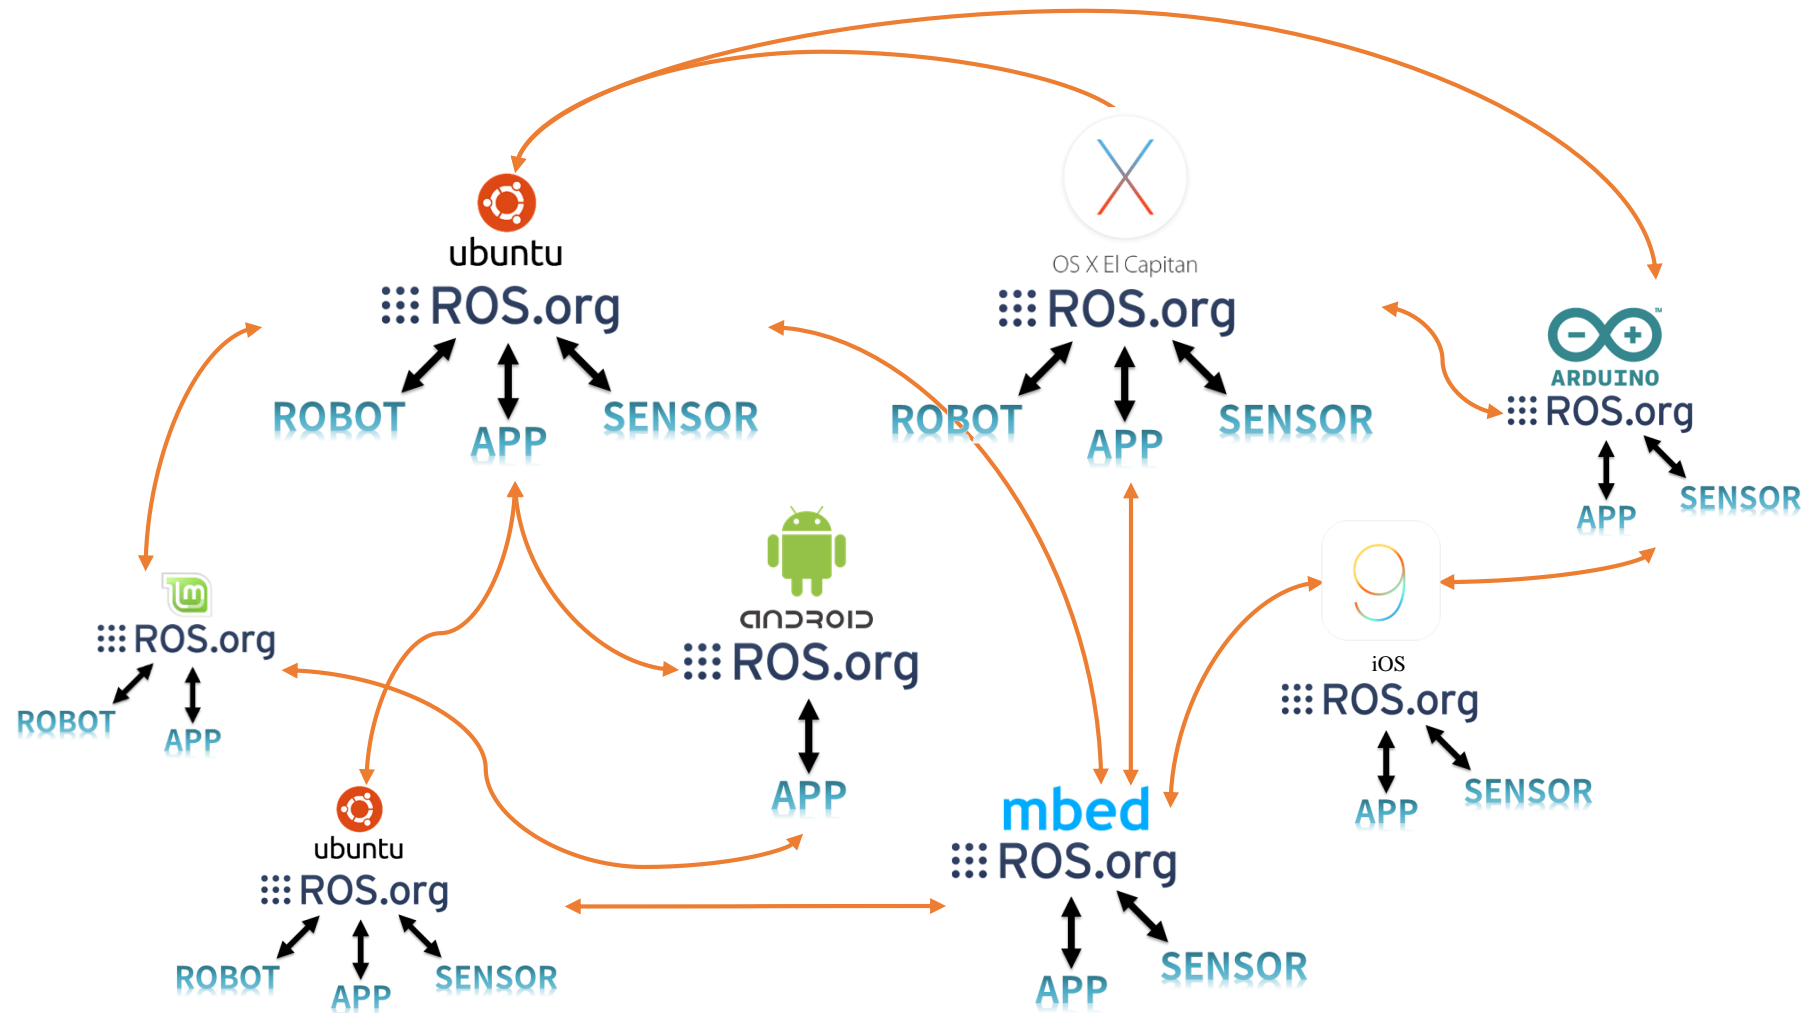 ubuntu
ROS.org
ROBOT
APP
SENSOR
OS X El Capitan
ROS.org
ROBOT
APP
SENSOR
ARDUINO™
ROS.org
APP
SENSOR
ROS.org
ROBOT
APP
ANDROID
ROS.org
APP
9
iOS
ROS.org
APP
SENSOR
ubuntu
ROS.org
ROBOT
APP
SENSOR
mbed
ROS.org
APP
SENSOR